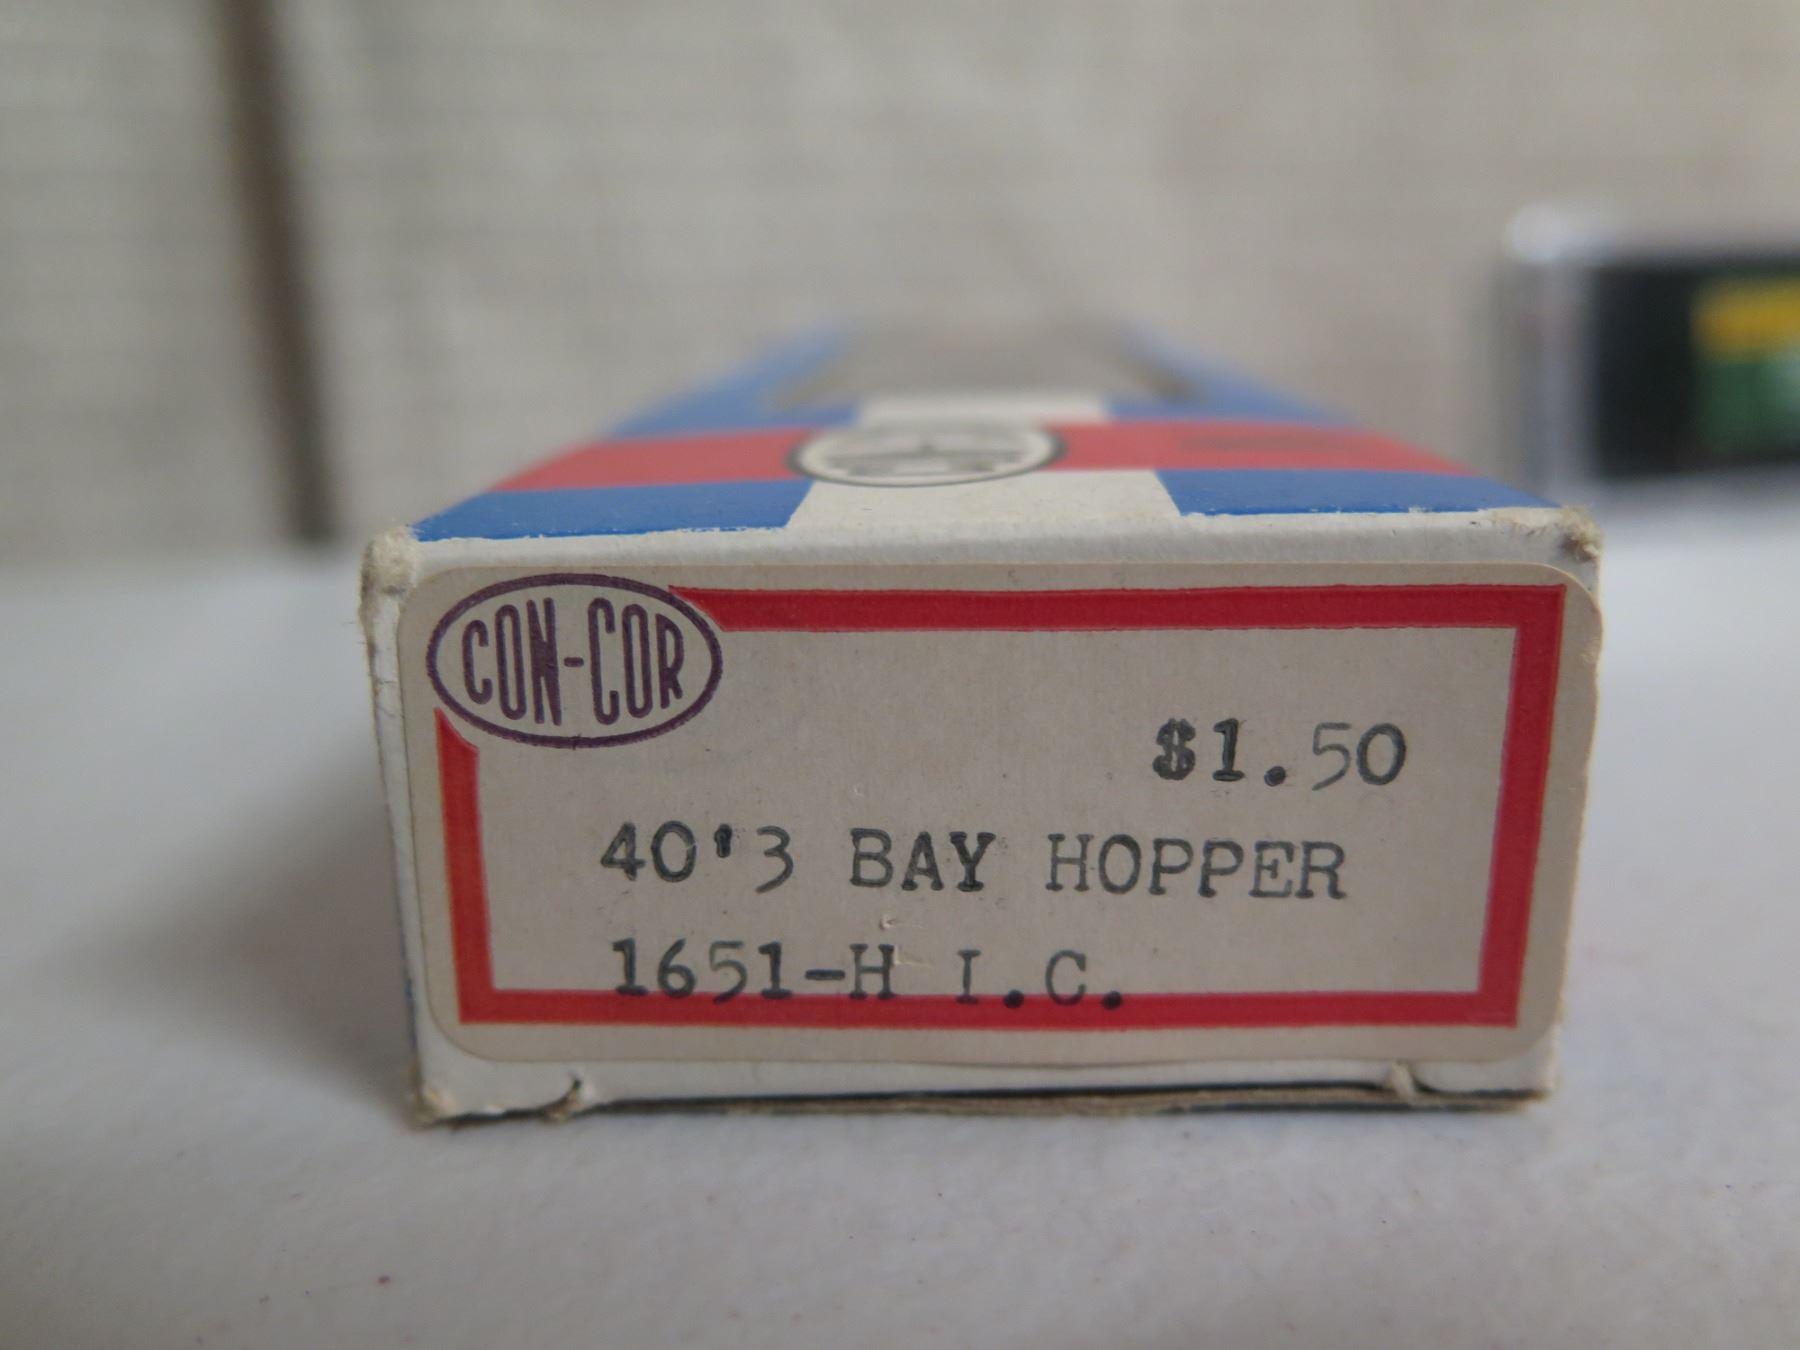 CON-COR
$1.50
40'3 BAY HOPPER
1651-H I.C.